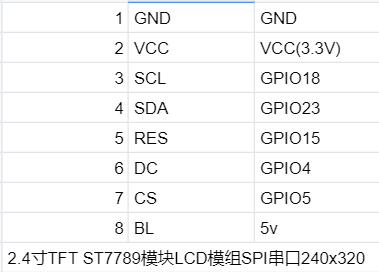 1 GND GND
2 VCC VCC(3.3V)
3 SCL GPIO18
4 SDA GPIO23
5 RES GPIO15
6 DC GPIO4
7 CS GPIO5
8 BL 5v
2.4寸TFT ST7789模块LCD模组SPI串口240x320